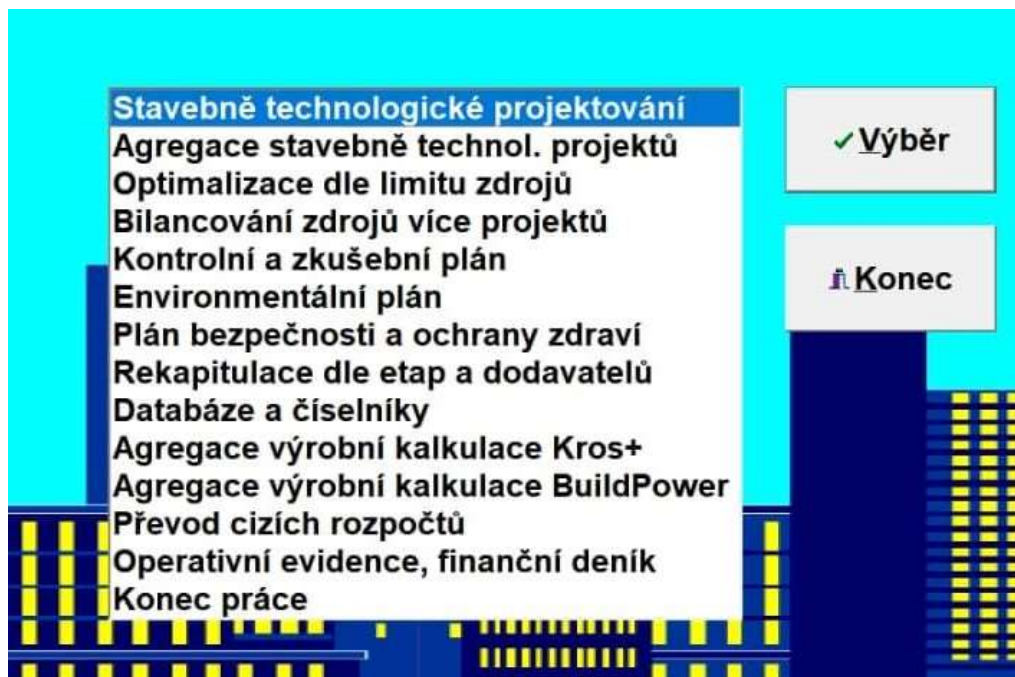 Stavebně technologické projektování
Agregace stavebně technol. projektů
Optimalizace dle limitu zdrojů
Bilancování zdrojů více projektů
Kontrolní a zkušební plán
Environmentální plán
Plán bezpečnosti a ochrany zdraví
Rekapitulace dle etap a dodavatelů
Databáze a číselníky
Agregace výrobní kalkulace Kros+
Agregace výrobní kalkulace BuildPower
Převod cizích rozpočtů
Operativní evidence, finanční deník
Konec práce
Výběr
Konec